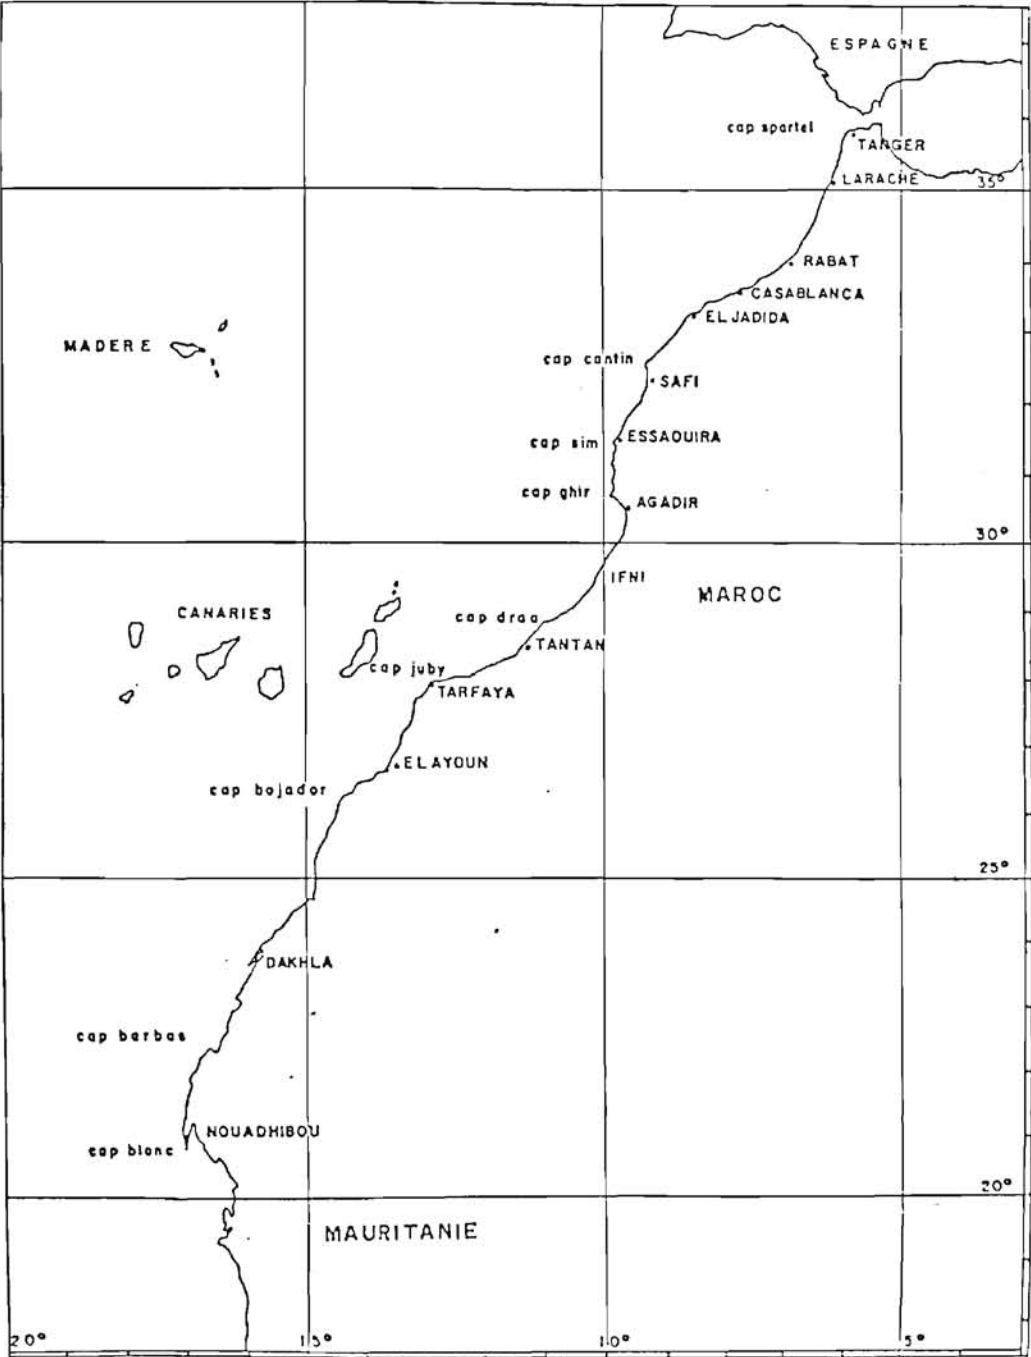 ESPAGNE
cap spartel
TANGER
LARACHE
35°
RABAT
CASABLANCA
EL JADIDA
MADERE
cap cantin
SAFI
cap sim
ESSAOUIRA
cap ghir
AGADIR
30°
IFNI
MAROC
CANARIES
cap draa
TANTAN
cap juby
TARFAYA
EL AYOUN
cap bojador
25°
DAKHLA
cap barbas
NOUADHIBOU
cap blanc
20°
MAURITANIE
20° 15° 10° 5°